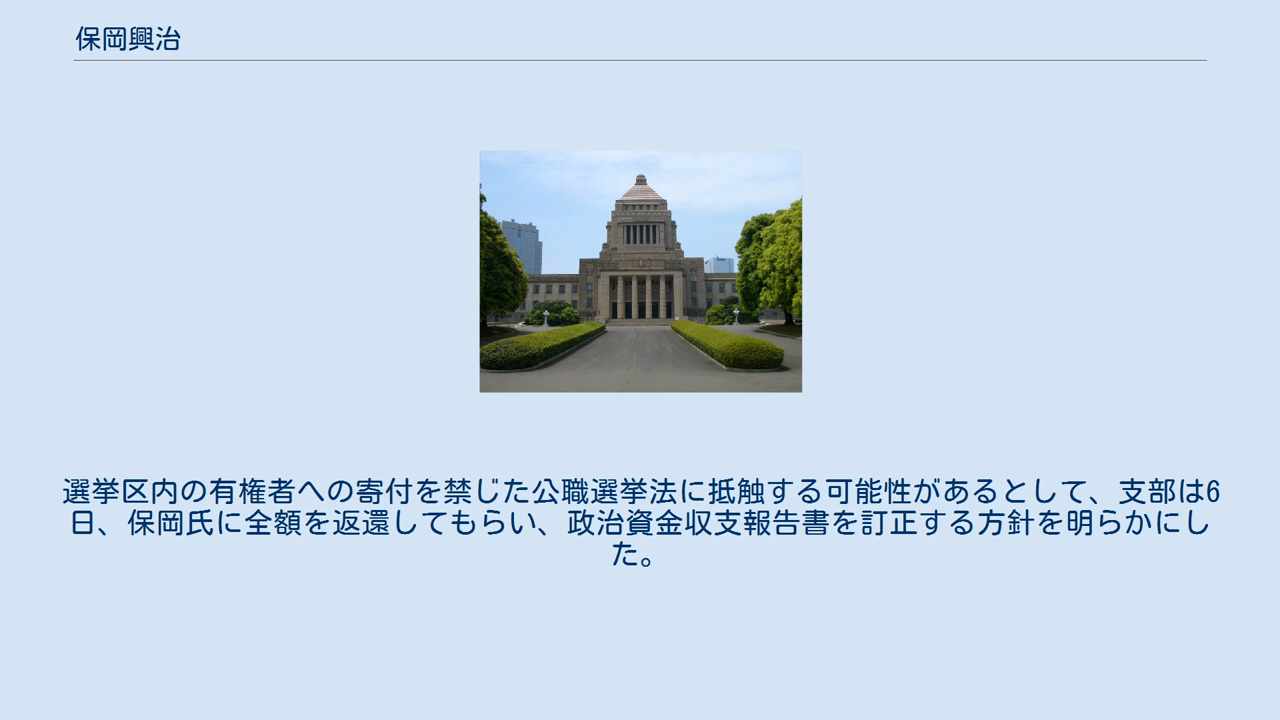 保岡興治
選挙区内の有権者への寄付を禁じた公職選挙法に抵触する可能性があるとして、支部は6
日、保岡氏に全額を返還してもらい、政治資金収支報告書を訂正する方針を明らかにし
た。